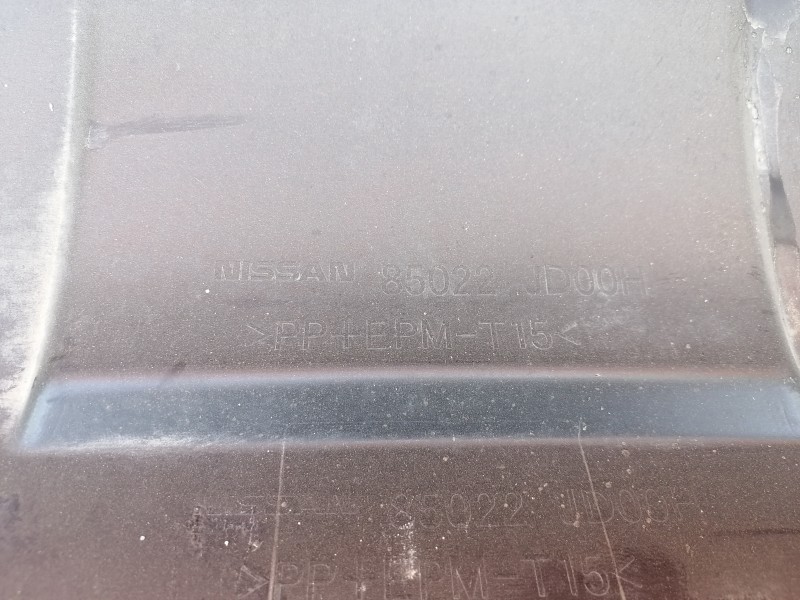 NISSAN 85022 JD00H
>PP+EPM-T15<
85022 JD00H
>PP+EPM-T15<